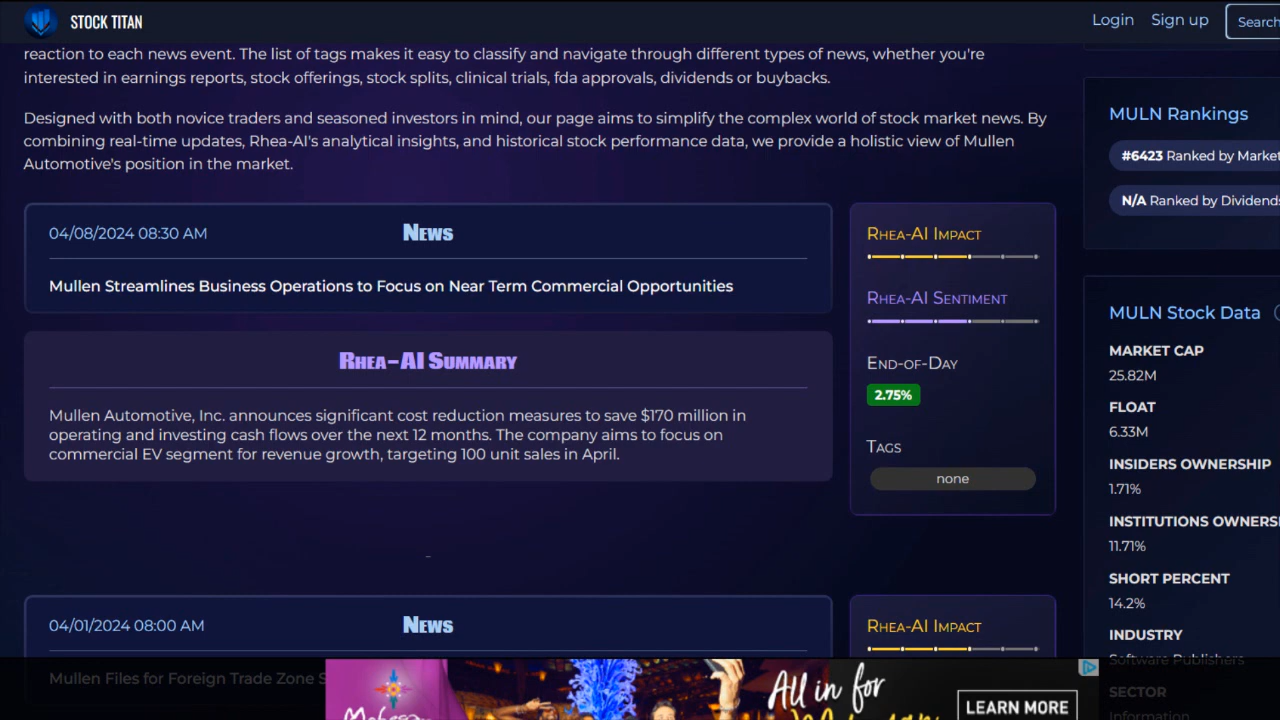 STOCK TITAN
Login
Sign up
Search
reaction to each news event. The list of tags makes it easy to classify and navigate through different types of news, whether you're
interested in earnings reports, stock offerings, stock splits, clinical trials, fda approvals, dividends or buybacks.
Designed with both novice traders and seasoned investors in mind, our page aims to simplify the complex world of stock market news. By
combining real-time updates, Rhea-AI's analytical insights, and historical stock performance data, we provide a holistic view of Mullen
Automotive's position in the market.
04/08/2024 08:30 AM
News
Mullen Streamlines Business Operations to Focus on Near Term Commercial Opportunities
Rhea-AI Summary
Mullen Automotive, Inc. announces significant cost reduction measures to save $170 million in
operating and investing cash flows over the next 12 months. The company aims to focus on
commercial EV segment for revenue growth, targeting 100 unit sales in April.
Rhea-AI Impact
Rhea-AI Sentiment
End-of-Day
2.75%
Tags
none
04/01/2024 08:00 AM
News
Mullen Files for Foreign Trade Zone S
Rhea-AI Impact
MULN Rankings
#6423 Ranked by Market
N/A Ranked by Dividends
MULN Stock Data
MARKET CAP
25.82M
FLOAT
6.33M
INSIDERS OWNERSHIP
1.71%
INSTITUTIONS OWNERS
11.71%
SHORT PERCENT
14.2%
INDUSTRY
Software Publishers
SECTOR
Information
All in for
LEARN MORE